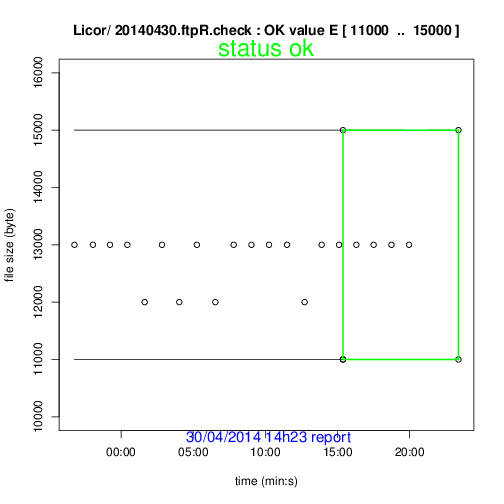 Licor/ 20140430.ftpR.check : OK value E [ 11000 .. 15000 ]
status ok
16000
15000
14000
13000
12000
11000
10000
file size (byte)
30/04/2014 14h23 report
00:00 05:00 10:00 15:00 20:00
time (min:s)